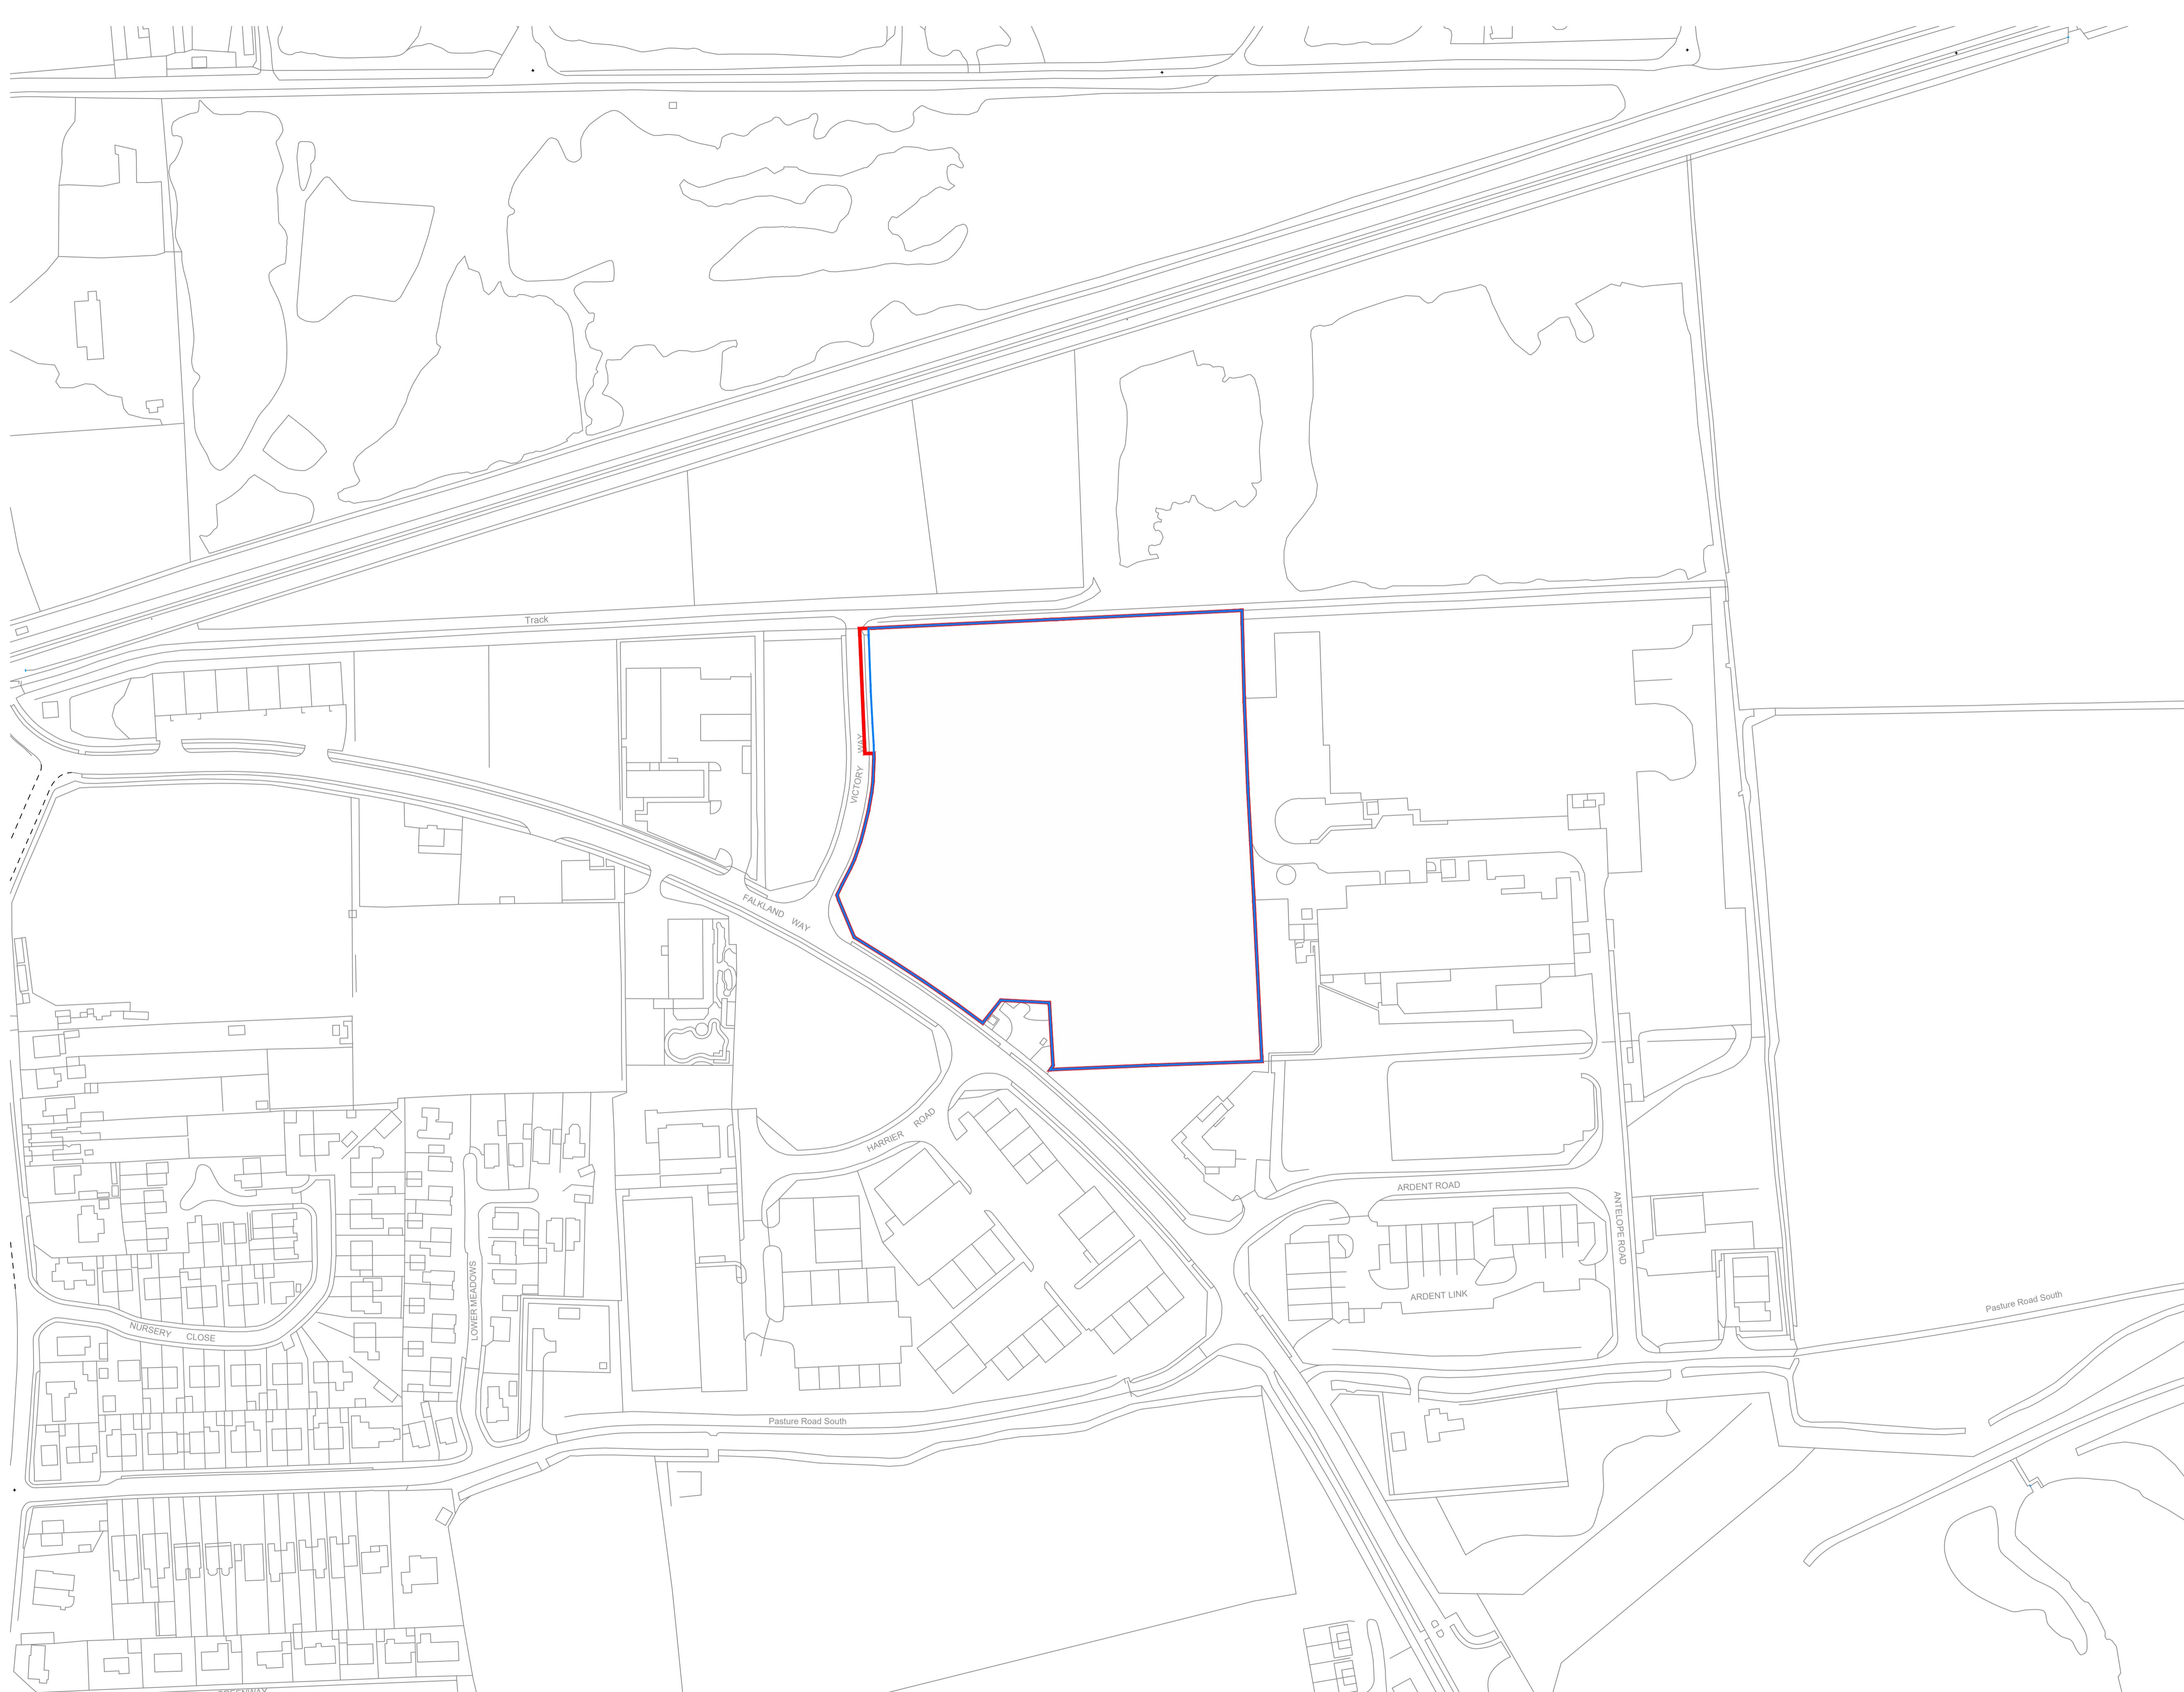 Track
VICTORY WAY
FALKLAND WAY
HARRIER ROAD
ARDENT ROAD
ANTELOPE ROAD
ARDENT LINK
LOWER MEADOWS
Pasture Road South
NURSERY CLOSE
Pasture Road South